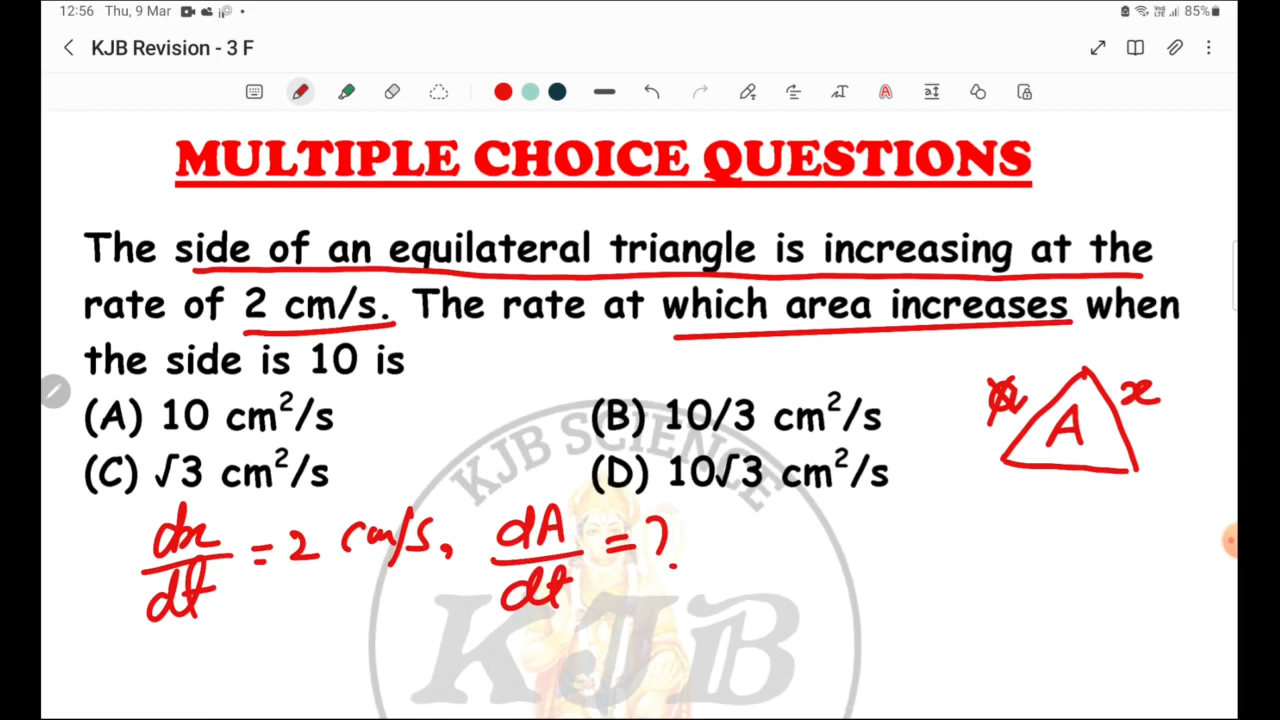 12:56 Thu, 9 Mar 85%
KJB Revision - 3 F
MULTIPLE CHOICE QUESTIONS
The side of an equilateral triangle is increasing at the
rate of 2 cm/s. The rate at which area increases when
the side is 10 is
(A) 10 cm²/s (B) 10/3 cm²/s
(C) √3 cm²/s (D) 10√3 cm²/s
x
A
dx/dt = 2 cm/s, dA/dt = ?
KJB SCIENCE
KJB